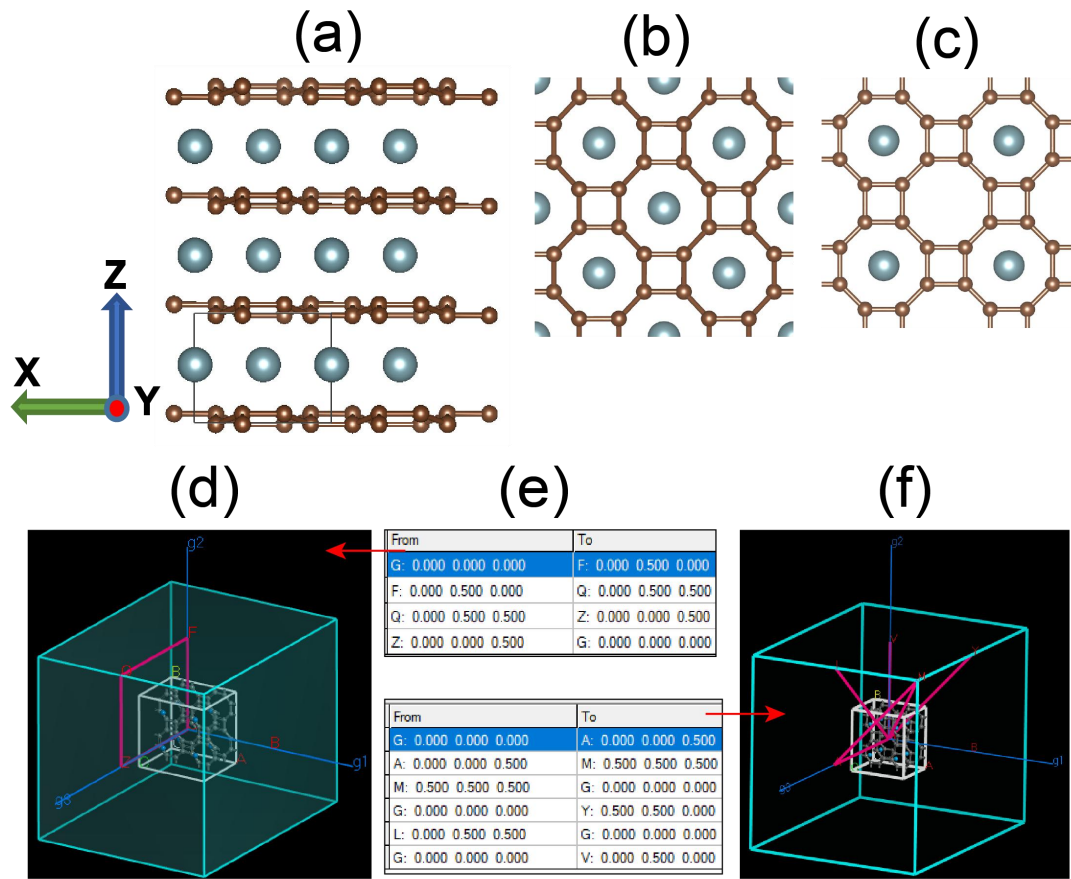 (a)
(b)
(c)
Z
X
Y
(d)
(e)
(f)
g2
F
Q
B
B
A
g1
g3
From To
G: 0.000 0.000 0.000 F: 0.000 0.500 0.000
F: 0.000 0.500 0.000 Q: 0.000 0.500 0.500
Q: 0.000 0.500 0.500 Z: 0.000 0.000 0.500
Z: 0.000 0.000 0.500 G: 0.000 0.000 0.000
From To
G: 0.000 0.000 0.000 A: 0.000 0.000 0.500
A: 0.000 0.000 0.500 M: 0.500 0.500 0.500
M: 0.500 0.500 0.500 G: 0.000 0.000 0.000
G: 0.000 0.000 0.000 Y: 0.500 0.500 0.000
L: 0.000 0.500 0.500 G: 0.000 0.000 0.000
G: 0.000 0.000 0.000 V: 0.000 0.500 0.000
g2
V
L
M
B
B
A
g1
g3